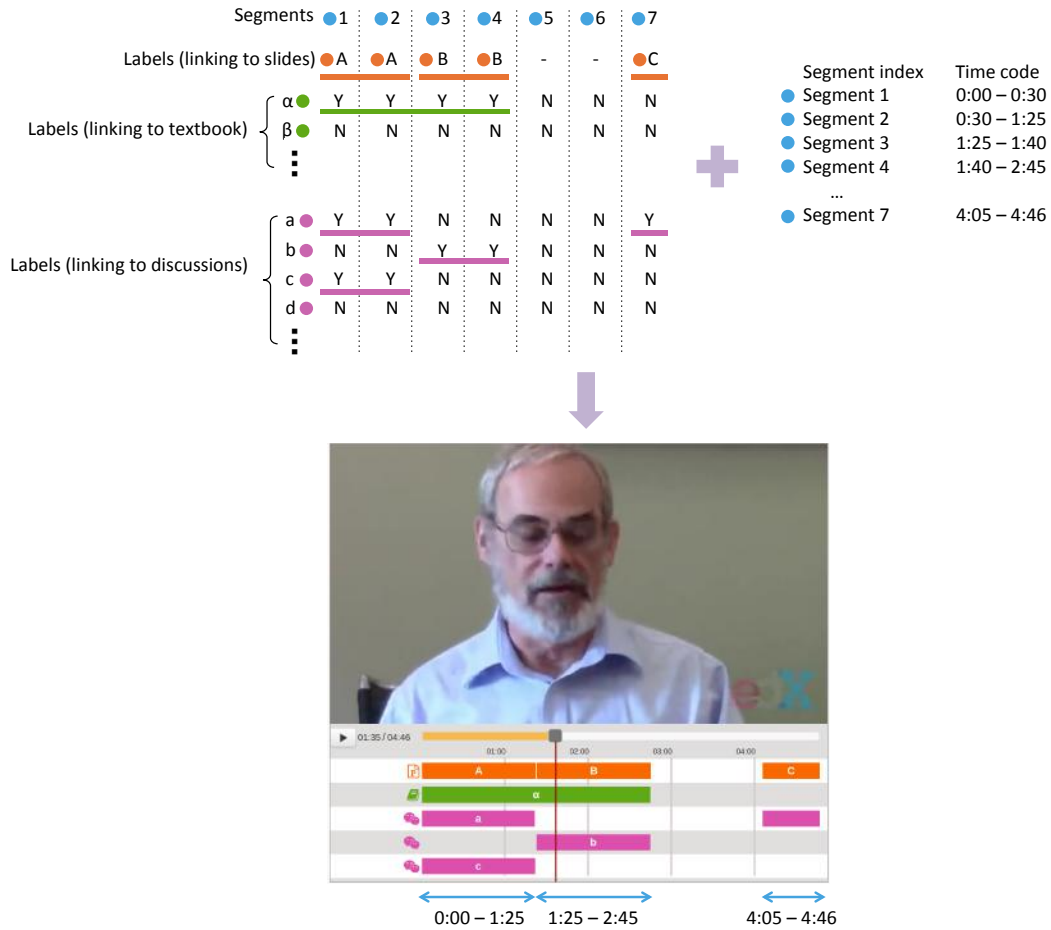 Segments 1 2 3 4 5 6 7
Labels (linking to slides) A A B B - - C
α Y Y Y Y N N N
Labels (linking to textbook)
β N N N N N N N
Segment index Time code
Segment 1 0:00 – 0:30
Segment 2 0:30 – 1:25
Segment 3 1:25 – 1:40
Segment 4 1:40 – 2:45
...
Segment 7 4:05 – 4:46
a Y Y N N N N Y
b N N Y Y N N N
Labels (linking to discussions)
c Y Y N N N N N
d N N N N N N N
edX
01:35 / 04:46
01:00 02:00 03:00 04:00
A B C
α
a
b
c
0:00 – 1:25 1:25 – 2:45 4:05 – 4:46